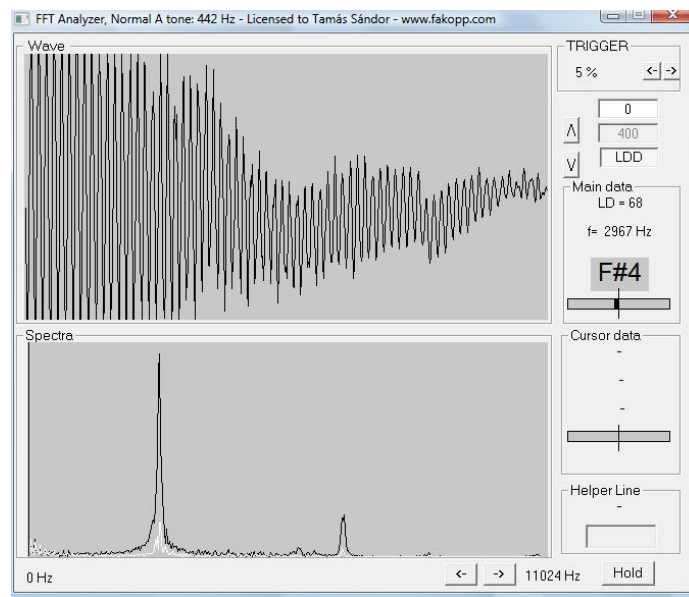 FFT Analyzer, Normal A tone: 442 Hz - Licensed to Tamás Sándor - www.fakopp.com
Wave
TRIGGER
5 %
<- ->
0
Λ
400
V
LDD
Main data
LD = 68
f= 2967 Hz
F#4
Spectra
Cursor data
-
-
-
Helper Line
-
0 Hz
<- -> 11024 Hz Hold